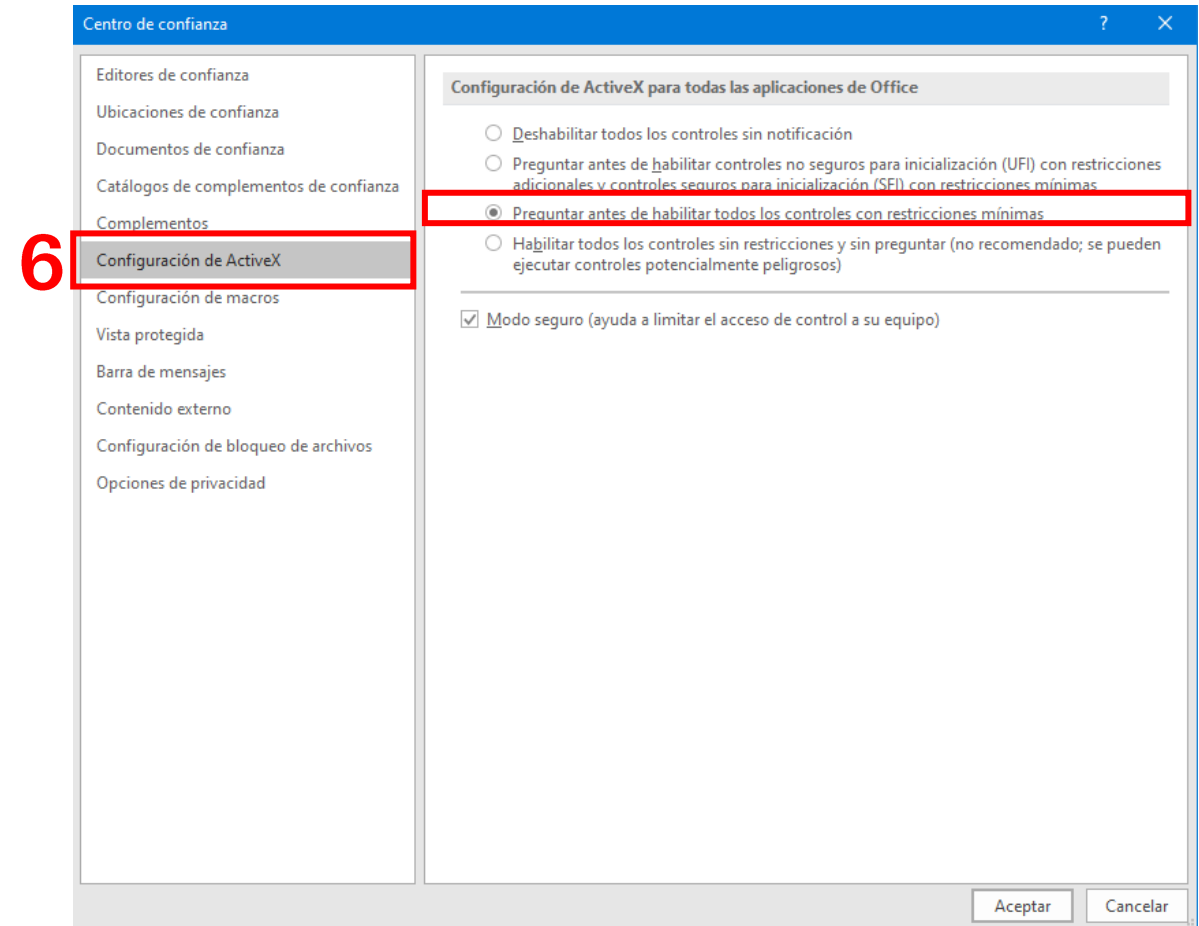 Centro de confianza
?
6
Editores de confianza
Ubicaciones de confianza
Documentos de confianza
Catálogos de complementos de confianza
Complementos
Configuración de ActiveX
Configuración de macros
Vista protegida
Barra de mensajes
Contenido externo
Configuración de bloqueo de archivos
Opciones de privacidad
Configuración de ActiveX para todas las aplicaciones de Office
Deshabilitar todos los controles sin notificación
Preguntar antes de habilitar controles no seguros para inicialización (UFI) con restricciones
adicionales y controles seguros para inicialización (SFI) con restricciones mínimas
Preguntar antes de habilitar todos los controles con restricciones mínimas
Habilitar todos los controles sin restricciones y sin preguntar (no recomendado; se pueden
ejecutar controles potencialmente peligrosos)
Modo seguro (ayuda a limitar el acceso de control a su equipo)
Aceptar
Cancelar